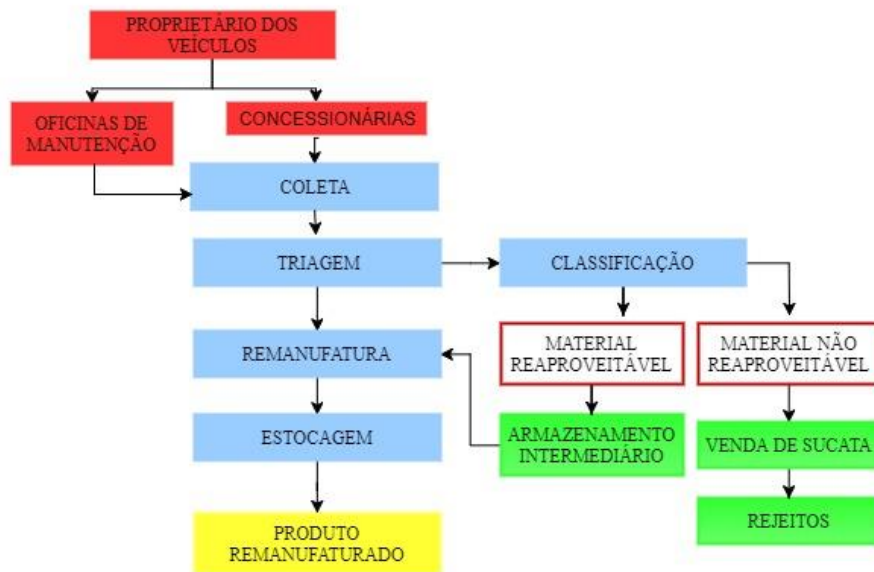 PROPRIETÁRIO DOS
VEÍCULOS
OFICINAS DE
MANUTENÇÃO
CONCESSIONÁRIAS
COLETA
TRIAGEM
CLASSIFICAÇÃO
REMANUFATURA
MATERIAL
REAPROVEITÁVEL
MATERIAL NÃO
REAPROVEITÁVEL
ESTOCAGEM
ARMAZENAMENTO
INTERMEDIÁRIO
VENDA DE SUCATA
PRODUTO
REMANUFATURADO
REJEITOS